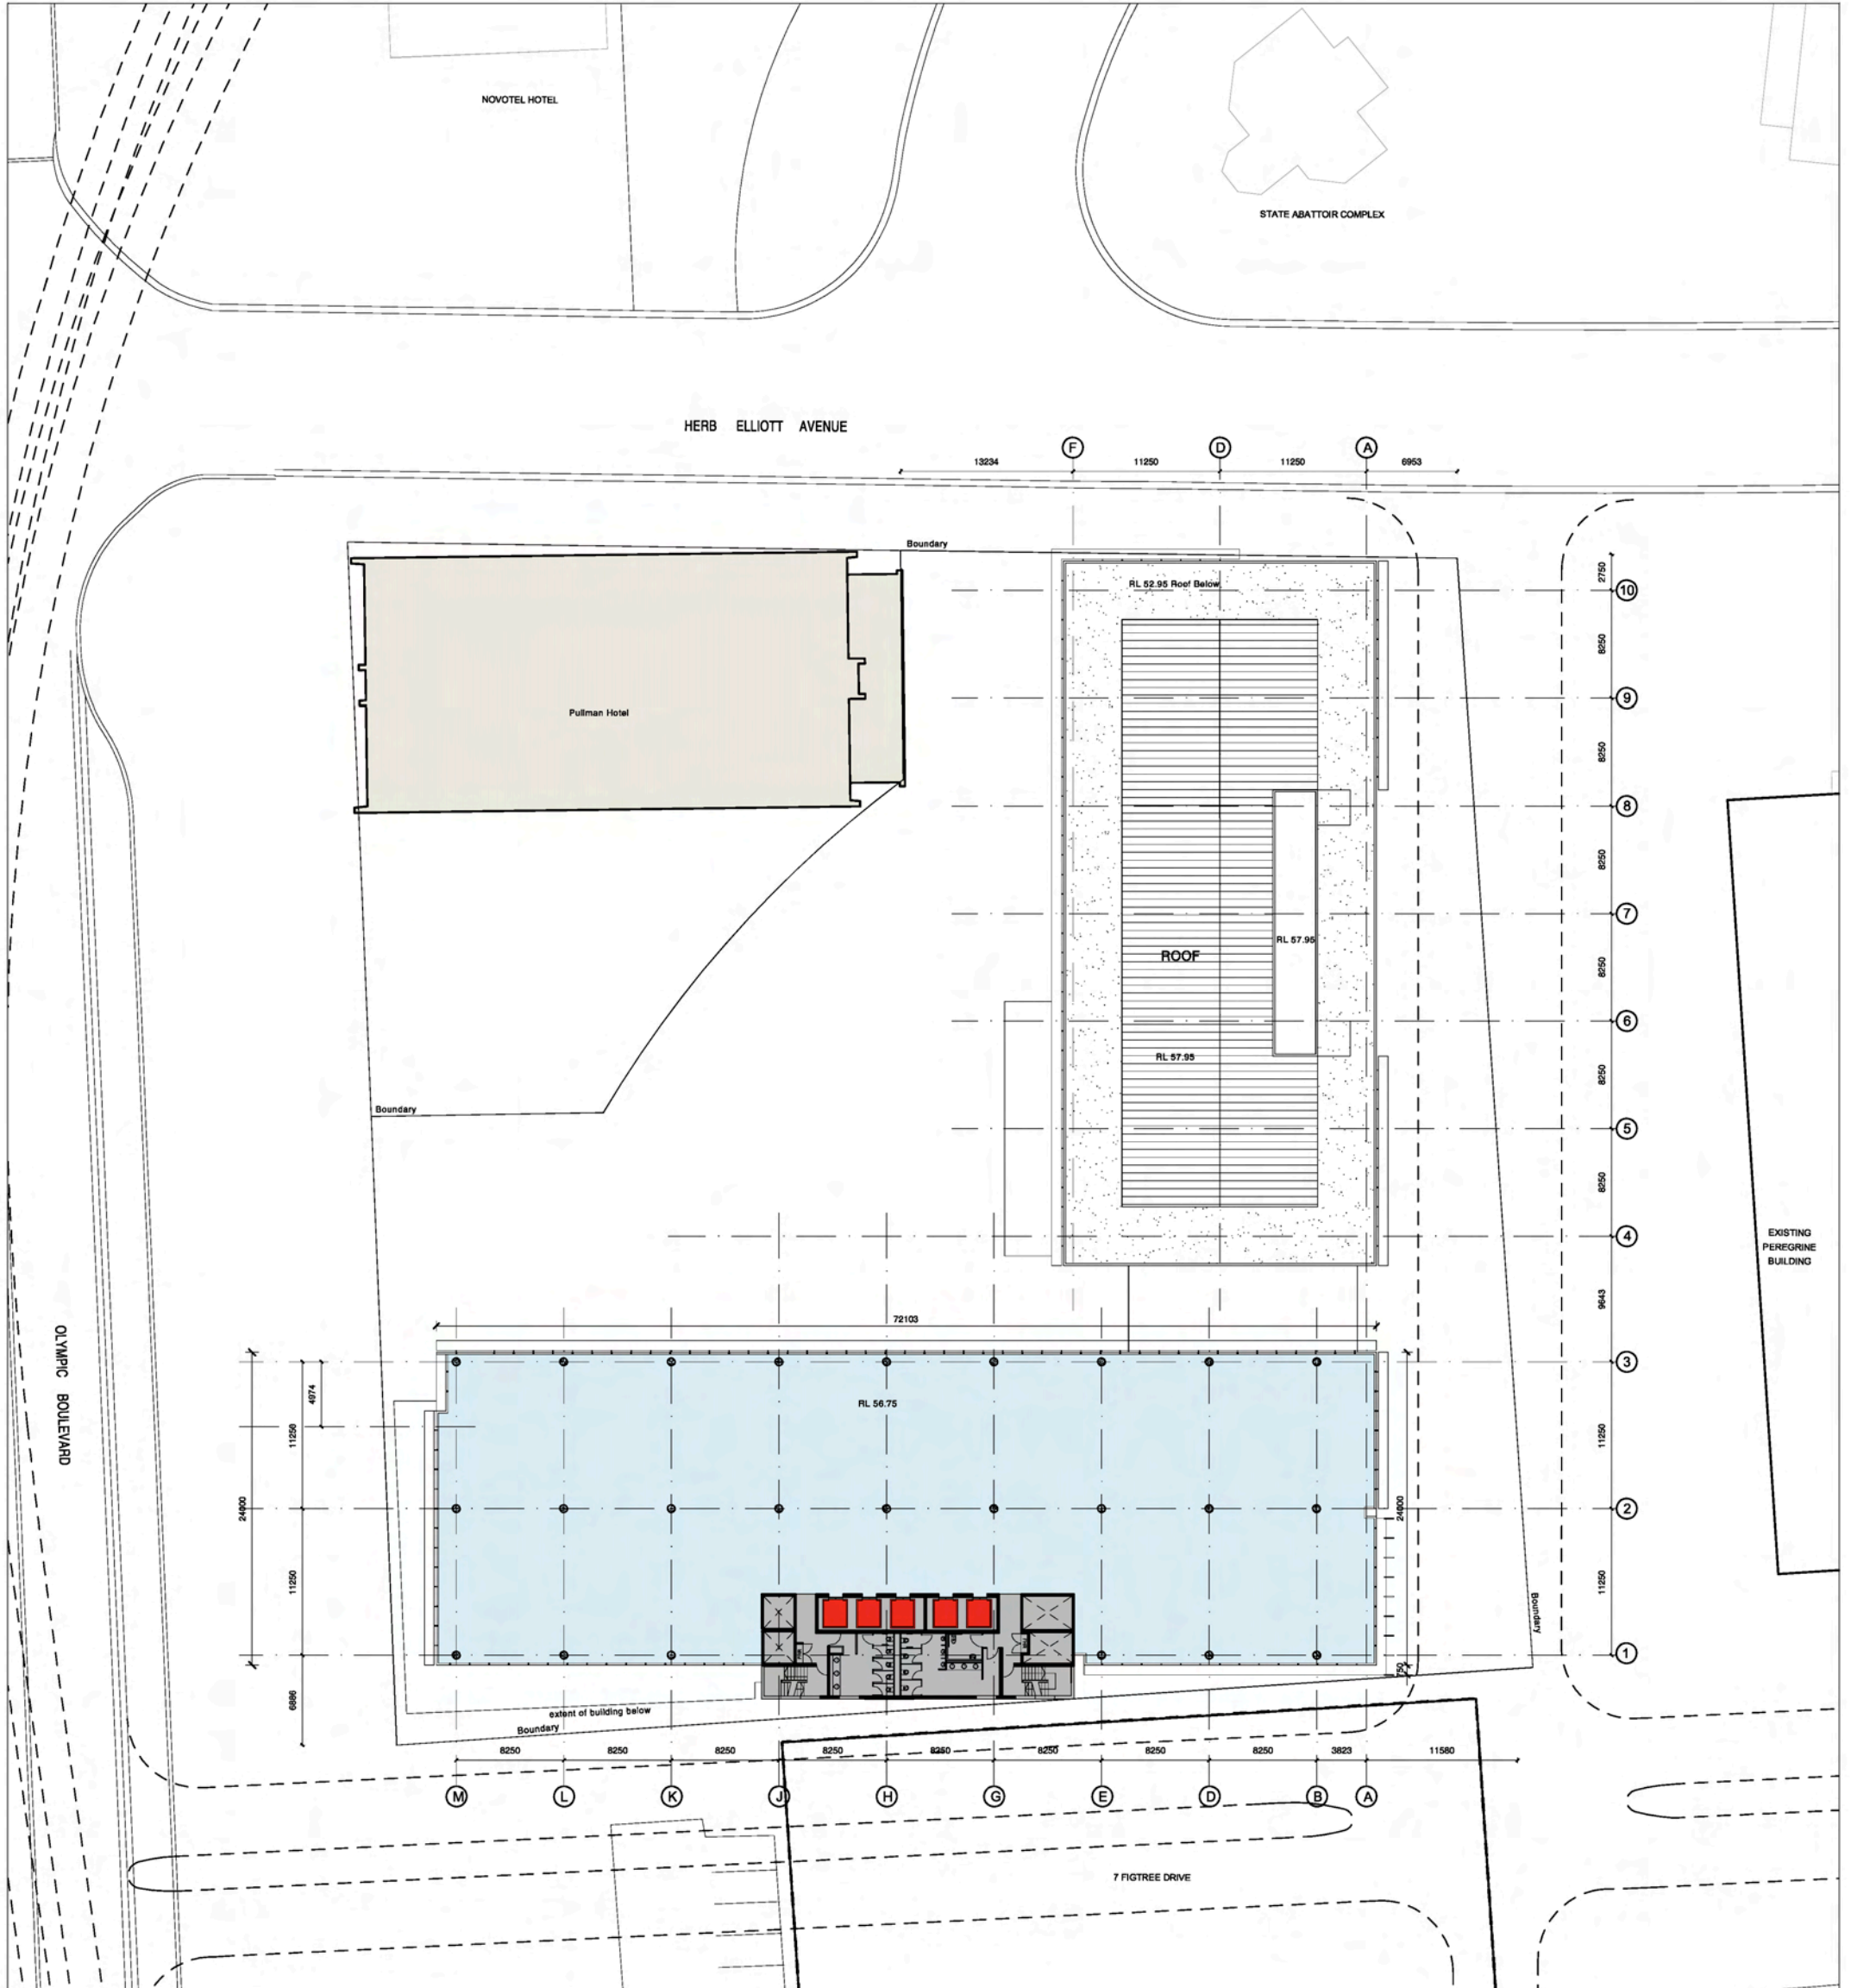 NOVOTEL HOTEL
STATE ABATTOIR COMPLEX
HERB ELLIOTT AVENUE
F
D
A
13234
11250
11250
6953
Boundary
RL 52.95 Roof Below
2750
10
8250
9
Pullman Hotel
8250
8
8250
7
RL 57.95
ROOF
8250
6
RL 57.95
8250
Boundary
5
8250
4
EXISTING
PEREGRINE
BUILDING
9643
72103
OLYMPIC BOULEVARD
3
4974
RL 56.75
11250
11250
24000
24000
2
11250
11250
Boundary
1
750
6686
extent of building below
Boundary
8250
8250
8250
8250
8250
8250
8250
8250
3823
11580
M
L
K
J
H
G
E
D
B
A
7 FIGTREE DRIVE